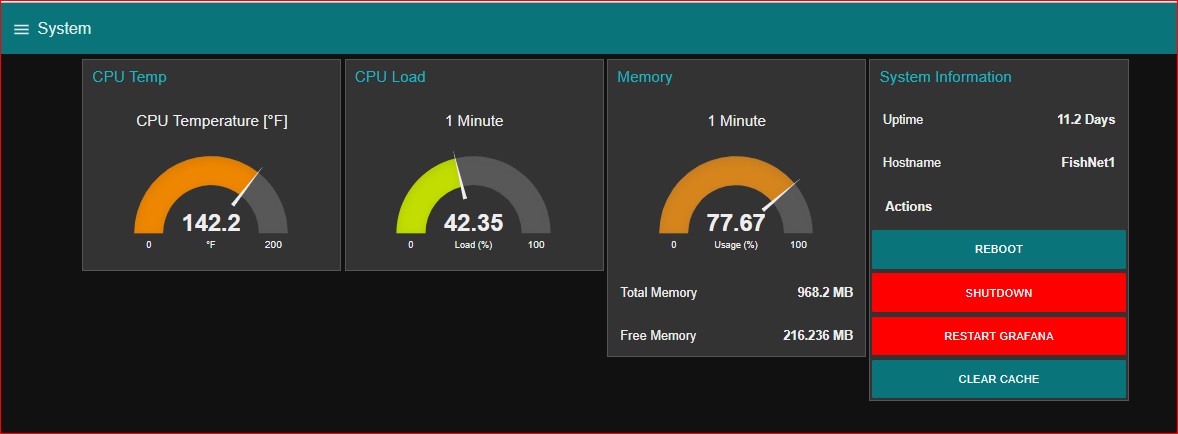 System
CPU Temp
CPU Temperature [°F]
142.2
0 °F 200
CPU Load
1 Minute
42.35
0 Load (%) 100
Memory
1 Minute
77.67
0 Usage (%) 100
Total Memory 968.2 MB
Free Memory 216.236 MB
System Information
Uptime 11.2 Days
Hostname FishNet1
Actions
REBOOT
SHUTDOWN
RESTART GRAFANA
CLEAR CACHE